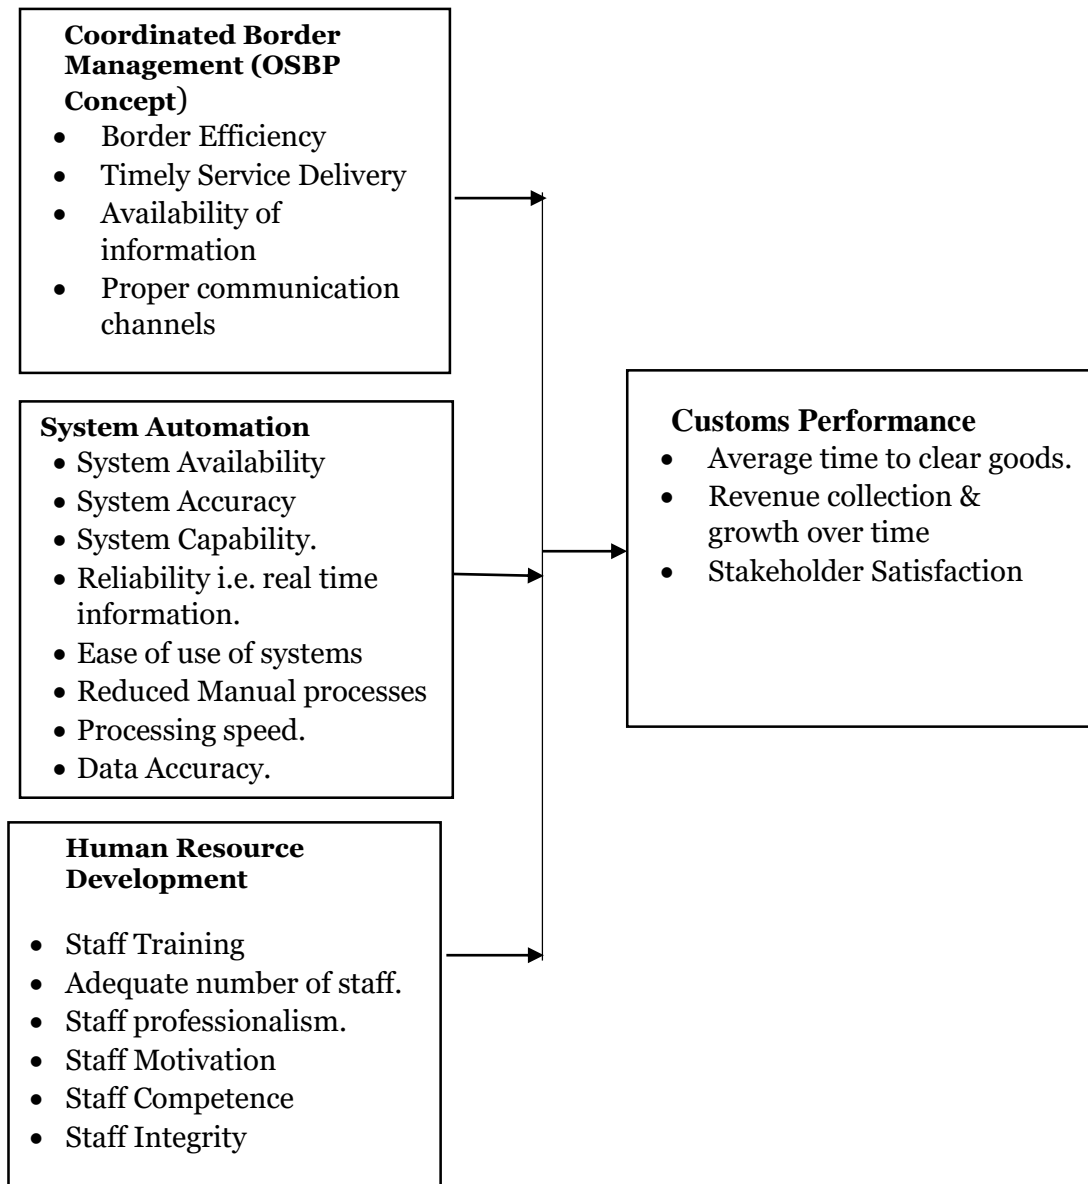 Coordinated Border
Management (OSBP
Concept)
• Border Efficiency
• Timely Service Delivery
• Availability of
information
• Proper communication
channels
System Automation
• System Availability
• System Accuracy
• System Capability.
• Reliability i.e. real time
information.
• Ease of use of systems
• Reduced Manual processes
• Processing speed.
• Data Accuracy.
Human Resource
Development
• Staff Training
• Adequate number of staff.
• Staff professionalism.
• Staff Motivation
• Staff Competence
• Staff Integrity
Customs Performance
• Average time to clear goods.
• Revenue collection &
growth over time
• Stakeholder Satisfaction